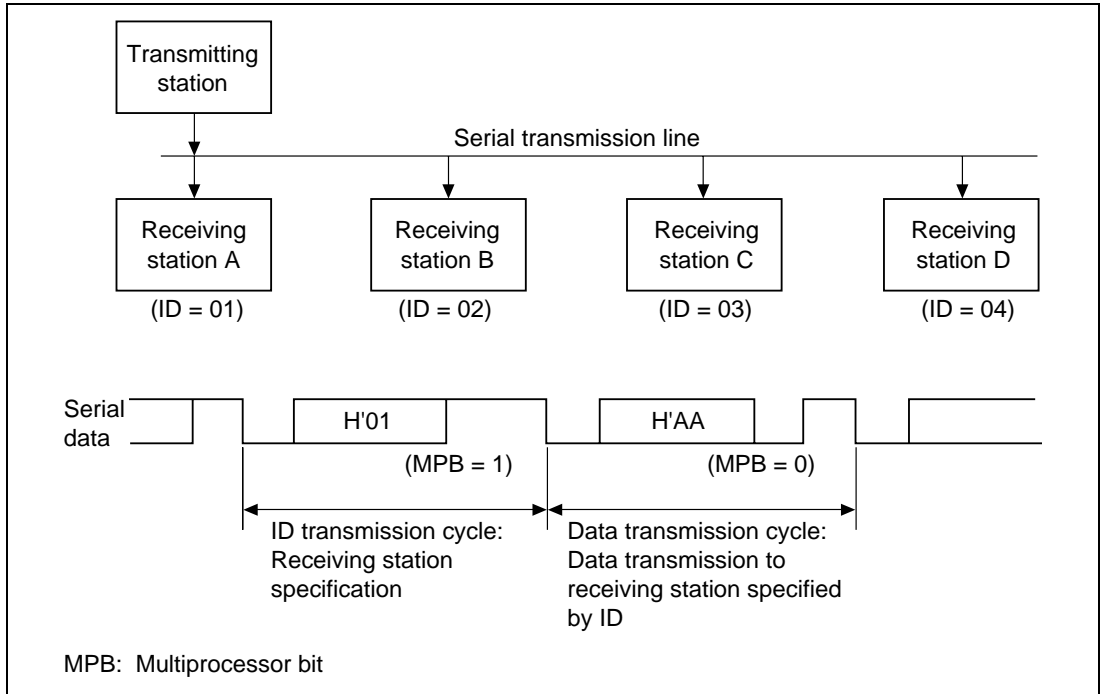 Transmitting
station
Serial transmission line
Receiving
station A
Receiving
station B
Receiving
station C
Receiving
station D
(ID = 01)
(ID = 02)
(ID = 03)
(ID = 04)
Serial
data
H'01
H'AA
(MPB = 1)
(MPB = 0)
ID transmission cycle:
Receiving station
specification
Data transmission cycle:
Data transmission to
receiving station specified
by ID
MPB: Multiprocessor bit